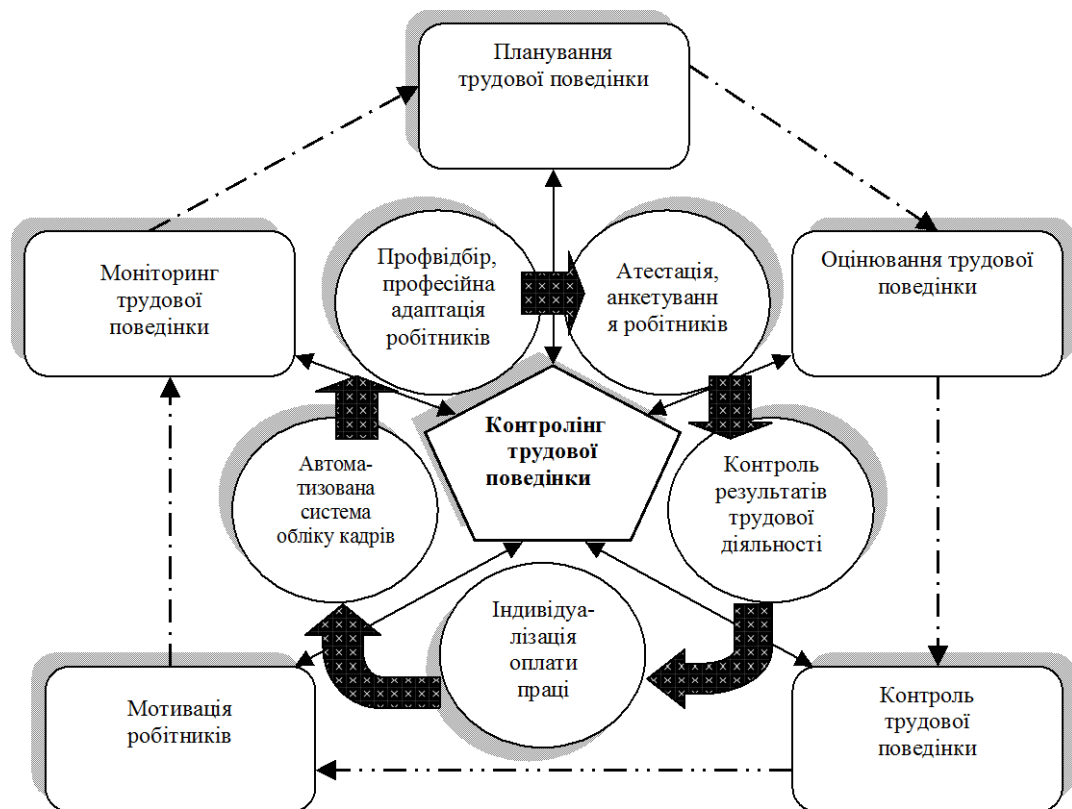 Планування
трудової поведінки
Моніторинг
трудової
поведінки
Профвідбір,
професійна
адаптація
робітників
Атестація,
анкетуванн
я робітників
Оцінювання трудової
поведінки
Контролінг
трудової
поведінки
Автома-
тизована
система
обліку кадрів
Контроль
результатів
трудової
діяльності
Індивідуа-
лізація
оплати
праці
Мотивація
робітників
Контроль
трудової
поведінки